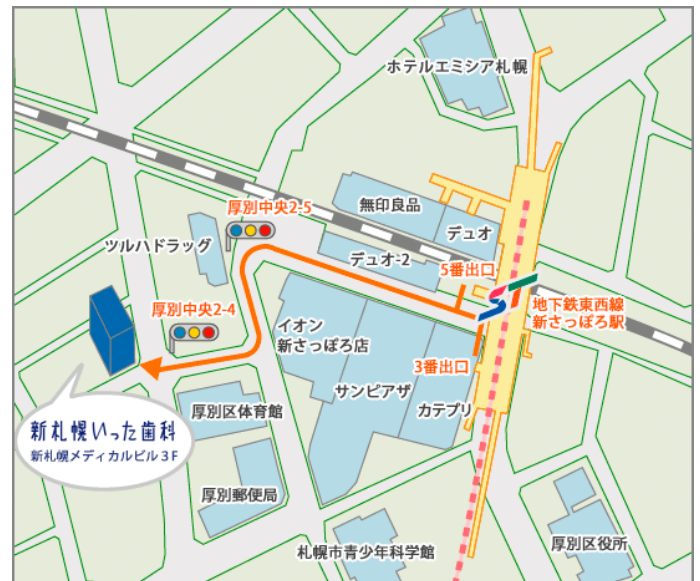 ホテルエミシア札幌
厚別中央2-5
無印良品
ツルハドラッグ
デュオ
デュオ-2
5番出口
地下鉄東西線
新さっぽろ駅
厚別中央2-4
イオン
新さっぽろ店
3番出口
サンピアザ
カテプリ
厚別区体育館
新札幌いった歯科
新札幌メディカルビル3F
厚別郵便局
札幌市青少年科学館
厚別区役所